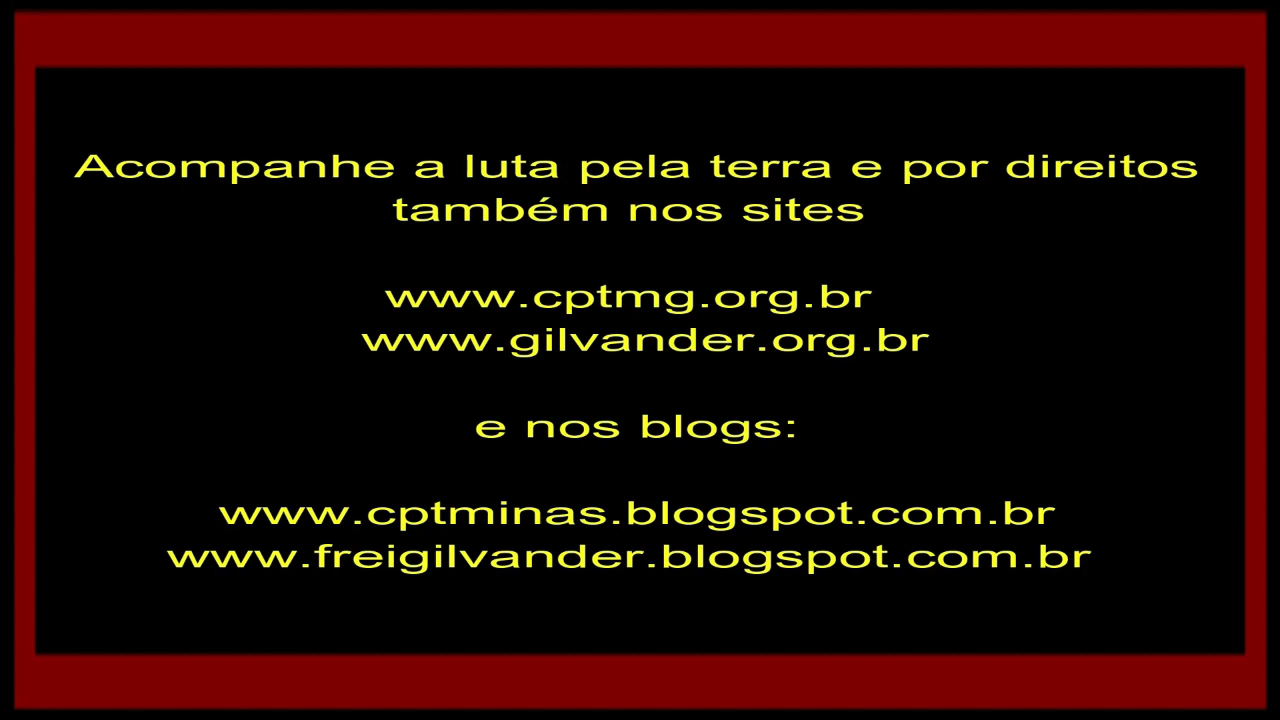 Acompanhe a luta pela terra e por direitos
também nos sites
www.cptmg.org.br
www.gilvander.org.br
e nos blogs:
www.cptminas.blogspot.com.br
www.freigilvander.blogspot.com.br